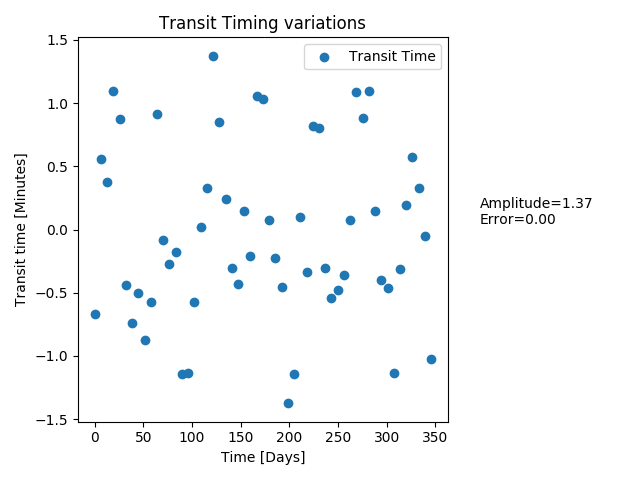 Transit Timing variations
Transit Time
1.5
1.0
0.5
0.0
−0.5
−1.0
−1.5
Transit time [Minutes]
Amplitude=1.37
Error=0.00
0 50 100 150 200 250 300 350
Time [Days]